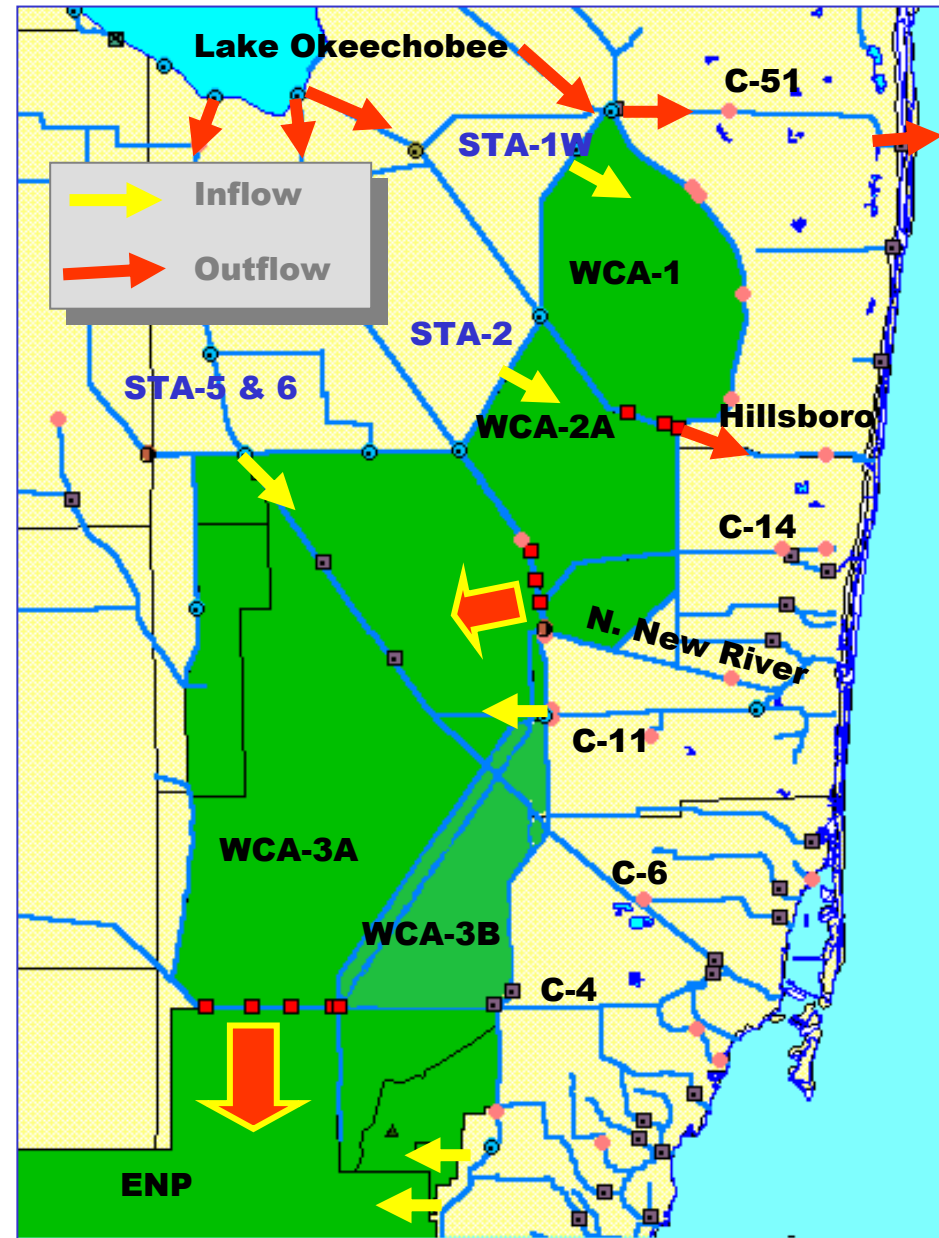 Lake Okeechobee
C-51
STA-1W
Inflow
Outflow
WCA-1
STA-2
STA-5 & 6
WCA-2A
Hillsboro
C-14
N. New River
C-11
WCA-3A
C-6
WCA-3B
C-4
ENP